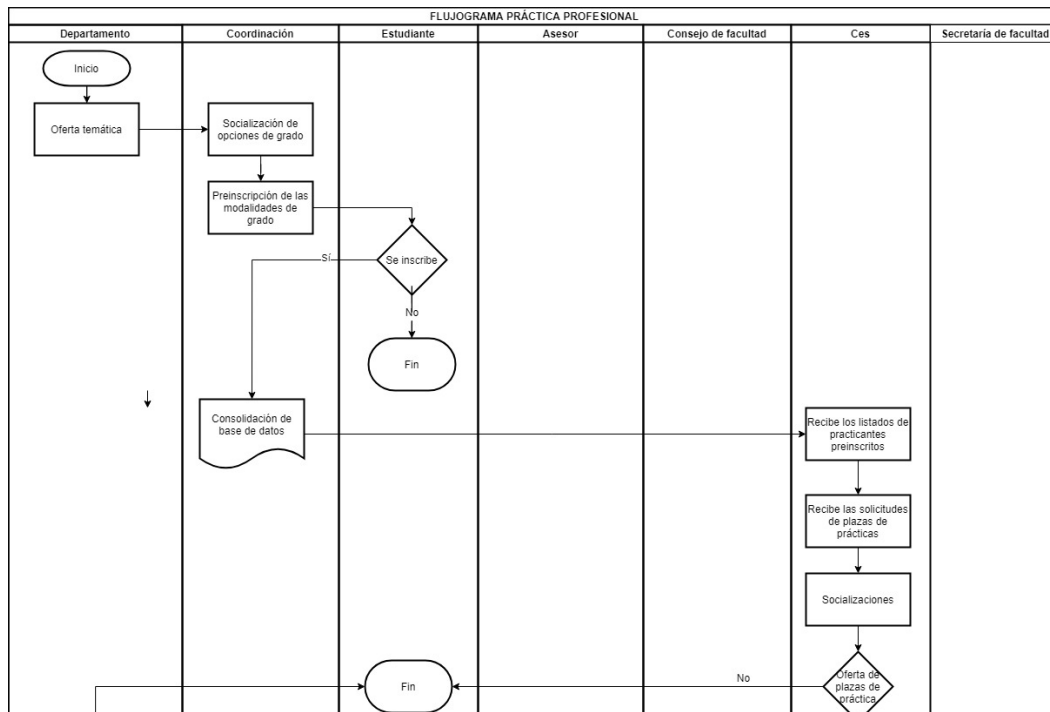 FLUJOGRAMA PRÁCTICA PROFESIONAL
Departamento
Coordinación
Estudiante
Asesor
Consejo de facultad
Ces
Secretaría de facultad
Inicio
Oferta temática
Socialización de
opciones de grado
Preinscripción de las
modalidades de
grado
Se inscribe
Sí
No
Fin
Consolidación de
base de datos
Recibe los listados de
practicantes
preinscritos
Recibe las solicitudes
de plazas de
prácticas
Socializaciones
Oferta de
plazas de
práctica
No
Fin